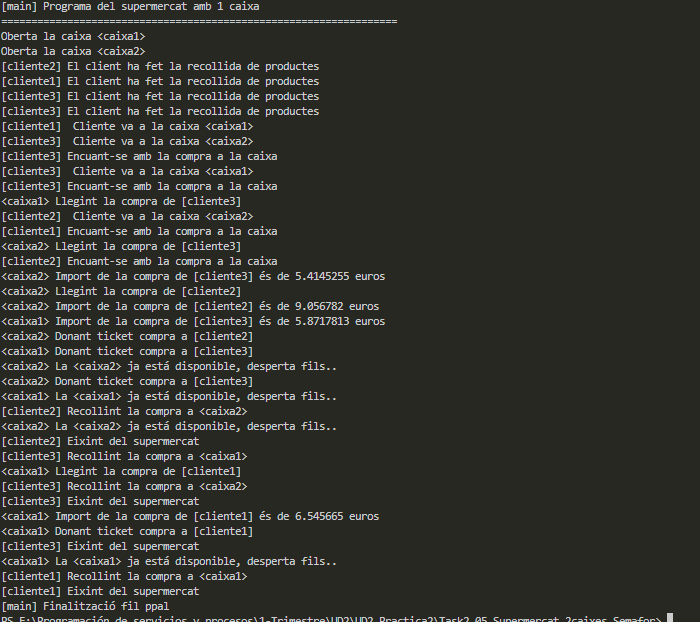 [main] Programa del supermercat amb 1 caixa
==================================================================
Oberta la caixa <caixa1>
Oberta la caixa <caixa2>
[cliente2] El client ha fet la recollida de productes
[cliente1] El client ha fet la recollida de productes
[cliente3] El client ha fet la recollida de productes
[cliente3] El client ha fet la recollida de productes
[cliente1]  Cliente va a la caixa <caixa1>
[cliente3]  Cliente va a la caixa <caixa2>
[cliente3] Encuant-se amb la compra a la caixa
[cliente3]  Cliente va a la caixa <caixa1>
[cliente3] Encuant-se amb la compra a la caixa
<caixa1> Llegint la compra de [cliente3]
[cliente2]  Cliente va a la caixa <caixa2>
[cliente1] Encuant-se amb la compra a la caixa
<caixa2> Llegint la compra de [cliente3]
[cliente2] Encuant-se amb la compra a la caixa
<caixa2> Import de la compra de [cliente3] és de 5.4145255 euros
<caixa2> Llegint la compra de [cliente2]
<caixa2> Import de la compra de [cliente2] és de 9.056782 euros
<caixa1> Import de la compra de [cliente3] és de 5.8717813 euros
<caixa2> Donant ticket compra a [cliente2]
<caixa1> Donant ticket compra a [cliente3]
<caixa2> La <caixa2> ja está disponible, desperta fils..
<caixa2> Donant ticket compra a [cliente3]
<caixa1> La <caixa1> ja está disponible, desperta fils..
[cliente2] Recollint la compra a <caixa2>
<caixa2> La <caixa2> ja está disponible, desperta fils..
[cliente2] Eixint del supermercat
[cliente3] Recollint la compra a <caixa1>
<caixa1> Llegint la compra de [cliente1]
[cliente3] Recollint la compra a <caixa2>
[cliente3] Eixint del supermercat
<caixa1> Import de la compra de [cliente1] és de 6.545665 euros
<caixa1> Donant ticket compra a [cliente1]
[cliente3] Eixint del supermercat
<caixa1> La <caixa1> ja está disponible, desperta fils..
[cliente1] Recollint la compra a <caixa1>
[cliente1] Eixint del supermercat
[main] Finalització fil ppal
PS E:\Programación de servicios y procesos\1-Trimestre\UD2\UD2 Practica2\Task2 05 Supermercat 2caixes Semafor>